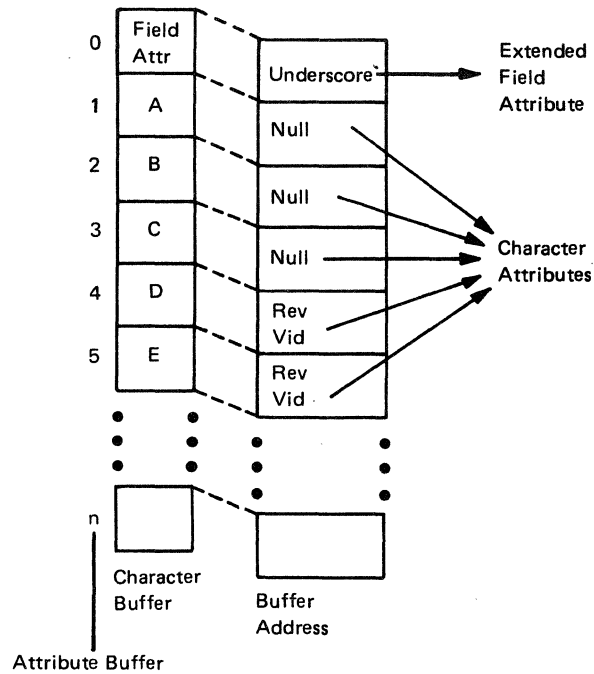 0 Field Attr Underscore Extended Field Attribute
1 A Null
2 B Null
3 C Null Character Attributes
4 D Rev Vid
5 E Rev Vid
n
Character Buffer
Buffer Address
Attribute Buffer